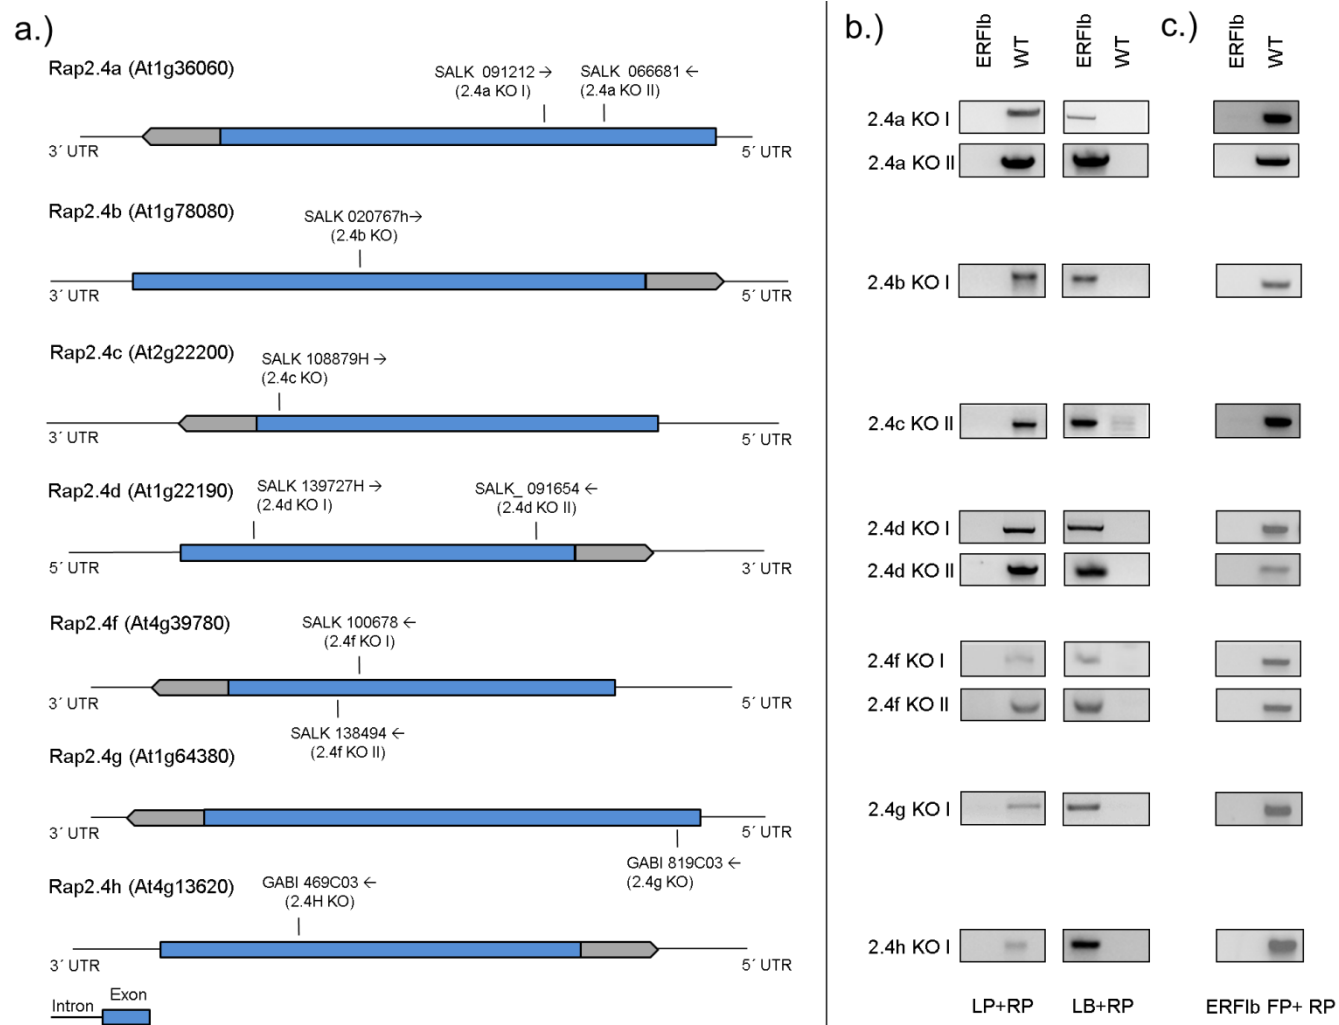 a.)
Rap2.4a (At1g36060)
SALK 091212 →
(2.4a KO I)
SALK 066681 ←
(2.4a KO II)
3´ UTR
5´ UTR
Rap2.4b (At1g78080)
SALK 020767h→
(2.4b KO)
3´ UTR
5´ UTR
Rap2.4c (At2g22200)
SALK 108879H →
(2.4c KO)
3´ UTR
5´ UTR
Rap2.4d (At1g22190)
SALK 139727H →
(2.4d KO I)
SALK_ 091654 ←
(2.4d KO II)
5´ UTR
3´ UTR
Rap2.4f (At4g39780)
SALK 100678 ←
(2.4f KO I)
3´ UTR
5´ UTR
SALK 138494 ←
(2.4f KO II)
Rap2.4g (At1g64380)
3´ UTR
5´ UTR
GABI 819C03 ←
(2.4g KO)
Rap2.4h (At4g13620)
GABI 469C03 ←
(2.4H KO)
3´ UTR
5´ UTR
Intron
Exon
b.)
ERFIb
WT
ERFIb
WT
c.)
ERFIb
WT
2.4a KO I
2.4a KO II
2.4b KO I
2.4c KO II
2.4d KO I
2.4d KO II
2.4f KO I
2.4f KO II
2.4g KO I
2.4h KO I
LP+RP
LB+RP
ERFIb FP+ RP